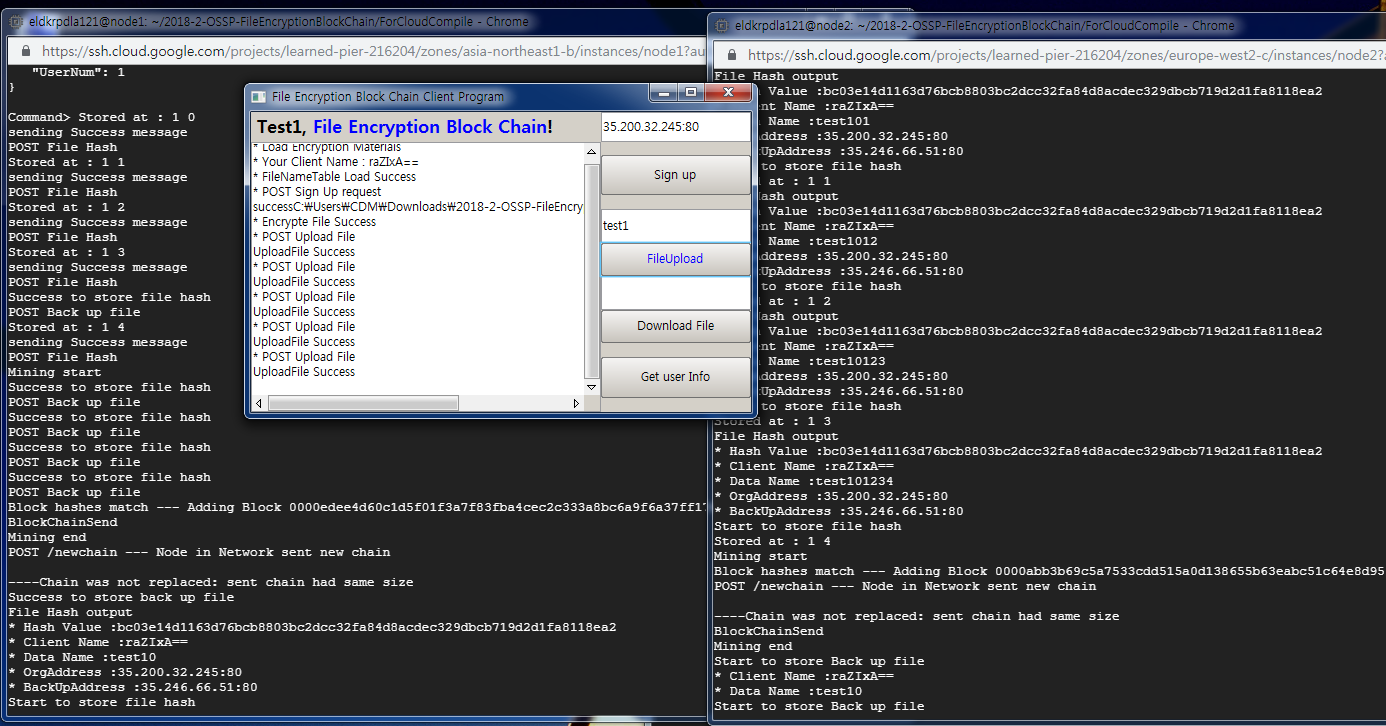 eldkrpdla121@node1: ~/2018-2-OSSP-FileEncryptionBlockChain/ForCloudCompile - Chrome
https://ssh.cloud.google.com/projects/learned-pier-216204/zones/asia-northeast1-b/instances/node1?au
"UserNum": 1
}
Command> Stored at : 1 0
sending Success message
POST File Hash
Stored at : 1 1
sending Success message
POST File Hash
Stored at : 1 2
sending Success message
POST File Hash
Stored at : 1 3
sending Success message
POST File Hash
Success to store file hash
POST Back up file
Stored at : 1 4
sending Success message
POST File Hash
Mining start
Success to store file hash
POST Back up file
Success to store file hash
POST Back up file
Success to store file hash
POST Back up file
Success to store file hash
POST Back up file
Block hashes match --- Adding Block 0000edee4d60c1d5f01f3a7f83fba4cec2c333a8bc6a9f6a37ff17
BlockChainSend
Mining end
POST /newchain --- Node in Network sent new chain
----Chain was not replaced: sent chain had same size
Success to store back up file
File Hash output
* Hash Value :bc03e14d1163d76bcb8803bc2dcc32fa84d8acdec329dbcb719d2d1fa8118ea2
* Client Name :raZIxA==
* Data Name :test10
* OrgAddress :35.200.32.245:80
* BackUpAddress :35.246.66.51:80
Start to store file hash
File Encryption Block Chain Client Program
Test1, File Encryption Block Chain!
* Load Encryption Materials
* Your Client Name : raZIxA==
* FileNameTable Load Success
* POST Sign Up request
successC:₩Users₩CDM₩Downloads₩2018-2-OSSP-FileEncry
* Encrypte File Success
* POST Upload File
UploadFile Success
* POST Upload File
UploadFile Success
* POST Upload File
UploadFile Success
* POST Upload File
UploadFile Success
* POST Upload File
UploadFile Success
35.200.32.245:80
Sign up
test1
FileUpload
Download File
Get user Info
eldkrpdla121@node2: ~/2018-2-OSSP-FileEncryptionBlockChain/ForCloudCompile - Chrome
https://ssh.cloud.google.com/projects/learned-pier-216204/zones/europe-west2-c/instances/node2?a
File Hash output
Value :bc03e14d1163d76bcb8803bc2dcc32fa84d8acdec329dbcb719d2d1fa8118ea2
nt Name :raZIxA==
Name :test101
ddress :35.200.32.245:80
UpAddress :35.246.66.51:80
to store file hash
d at : 1 1
Hash output
Value :bc03e14d1163d76bcb8803bc2dcc32fa84d8acdec329dbcb719d2d1fa8118ea2
nt Name :raZIxA==
Name :test1012
ddress :35.200.32.245:80
UpAddress :35.246.66.51:80
to store file hash
d at : 1 2
Hash output
Value :bc03e14d1163d76bcb8803bc2dcc32fa84d8acdec329dbcb719d2d1fa8118ea2
nt Name :raZIxA==
Name :test10123
ddress :35.200.32.245:80
UpAddress :35.246.66.51:80
to store file hash
Stored at : 1 3
File Hash output
* Hash Value :bc03e14d1163d76bcb8803bc2dcc32fa84d8acdec329dbcb719d2d1fa8118ea2
* Client Name :raZIxA==
* Data Name :test101234
* OrgAddress :35.200.32.245:80
* BackUpAddress :35.246.66.51:80
Start to store file hash
Stored at : 1 4
Mining start
Block hashes match --- Adding Block 0000abb3b69c5a7533cdd515a0d138655b63eabc51c64e8d95
POST /newchain --- Node in Network sent new chain
----Chain was not replaced: sent chain had same size
BlockChainSend
Mining end
Start to store Back up file
* Client Name :raZIxA==
* Data Name :test10
Start to store Back up file